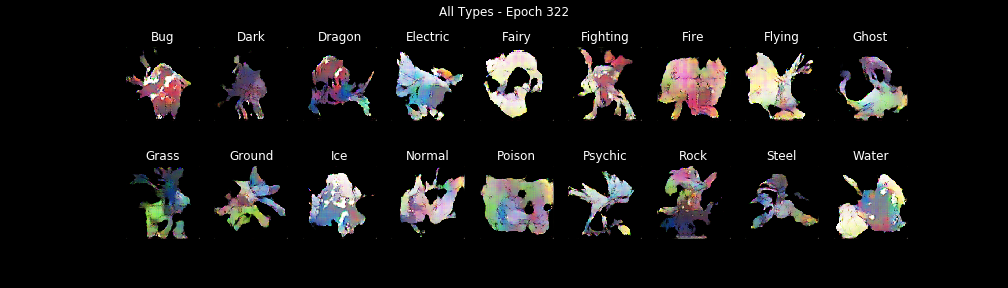 All Types - Epoch 322
Bug Dark Dragon Electric Fairy Fighting Fire Flying Ghost
Grass Ground Ice Normal Poison Psychic Rock Steel Water